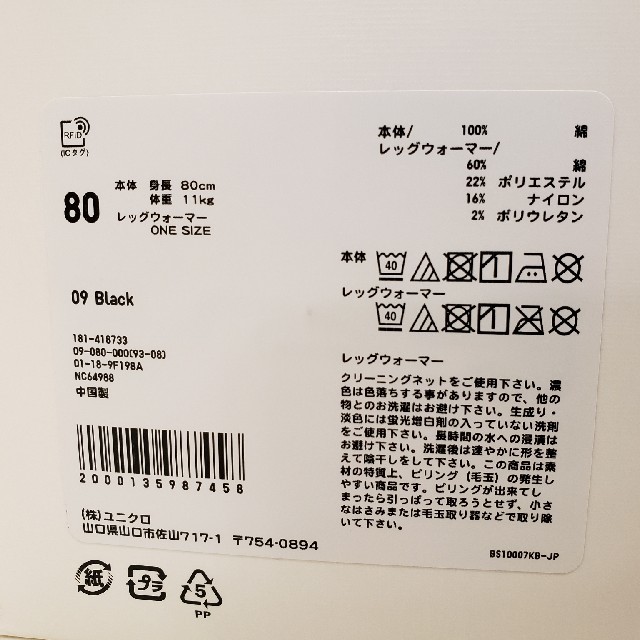 RFID
(ICタグ)
80
本体 身長 80cm
体重 11kg
レッグウォーマー
ONE SIZE
09 Black
181-418733
09-080-000(93-08)
01-18-9F198A
NC64988
中国製
2000135987458
(株)ユニクロ
山口県山口市佐山717-1 〒754-0894
紙
プラ
5
PP
本体/ 100% 綿
レッグウォーマー/
60% 綿
22% ポリエステル
16% ナイロン
2% ポリウレタン
本体
40
レッグウォーマー
40
レッグウォーマー
クリーニングネットをご使用下さい。濃
色は色落ちする事がありますので、他の
物とのお洗濯はお避け下さい。生成り・
淡色には蛍光増白剤の入っていない洗剤
をご使用下さい。長時間の水への浸漬は
お避け下さい。洗濯後は速やかに形を整
えて陰干しをして下さい。この商品は素
材の特質上、ピリング(毛玉)の発生し
やすい商品です。ピリングが出来てし
まったら引っぱって取ろうとせず、小さ
なはさみまたは毛玉取り器などで取り除
いて下さい。
BS10007KB-JP